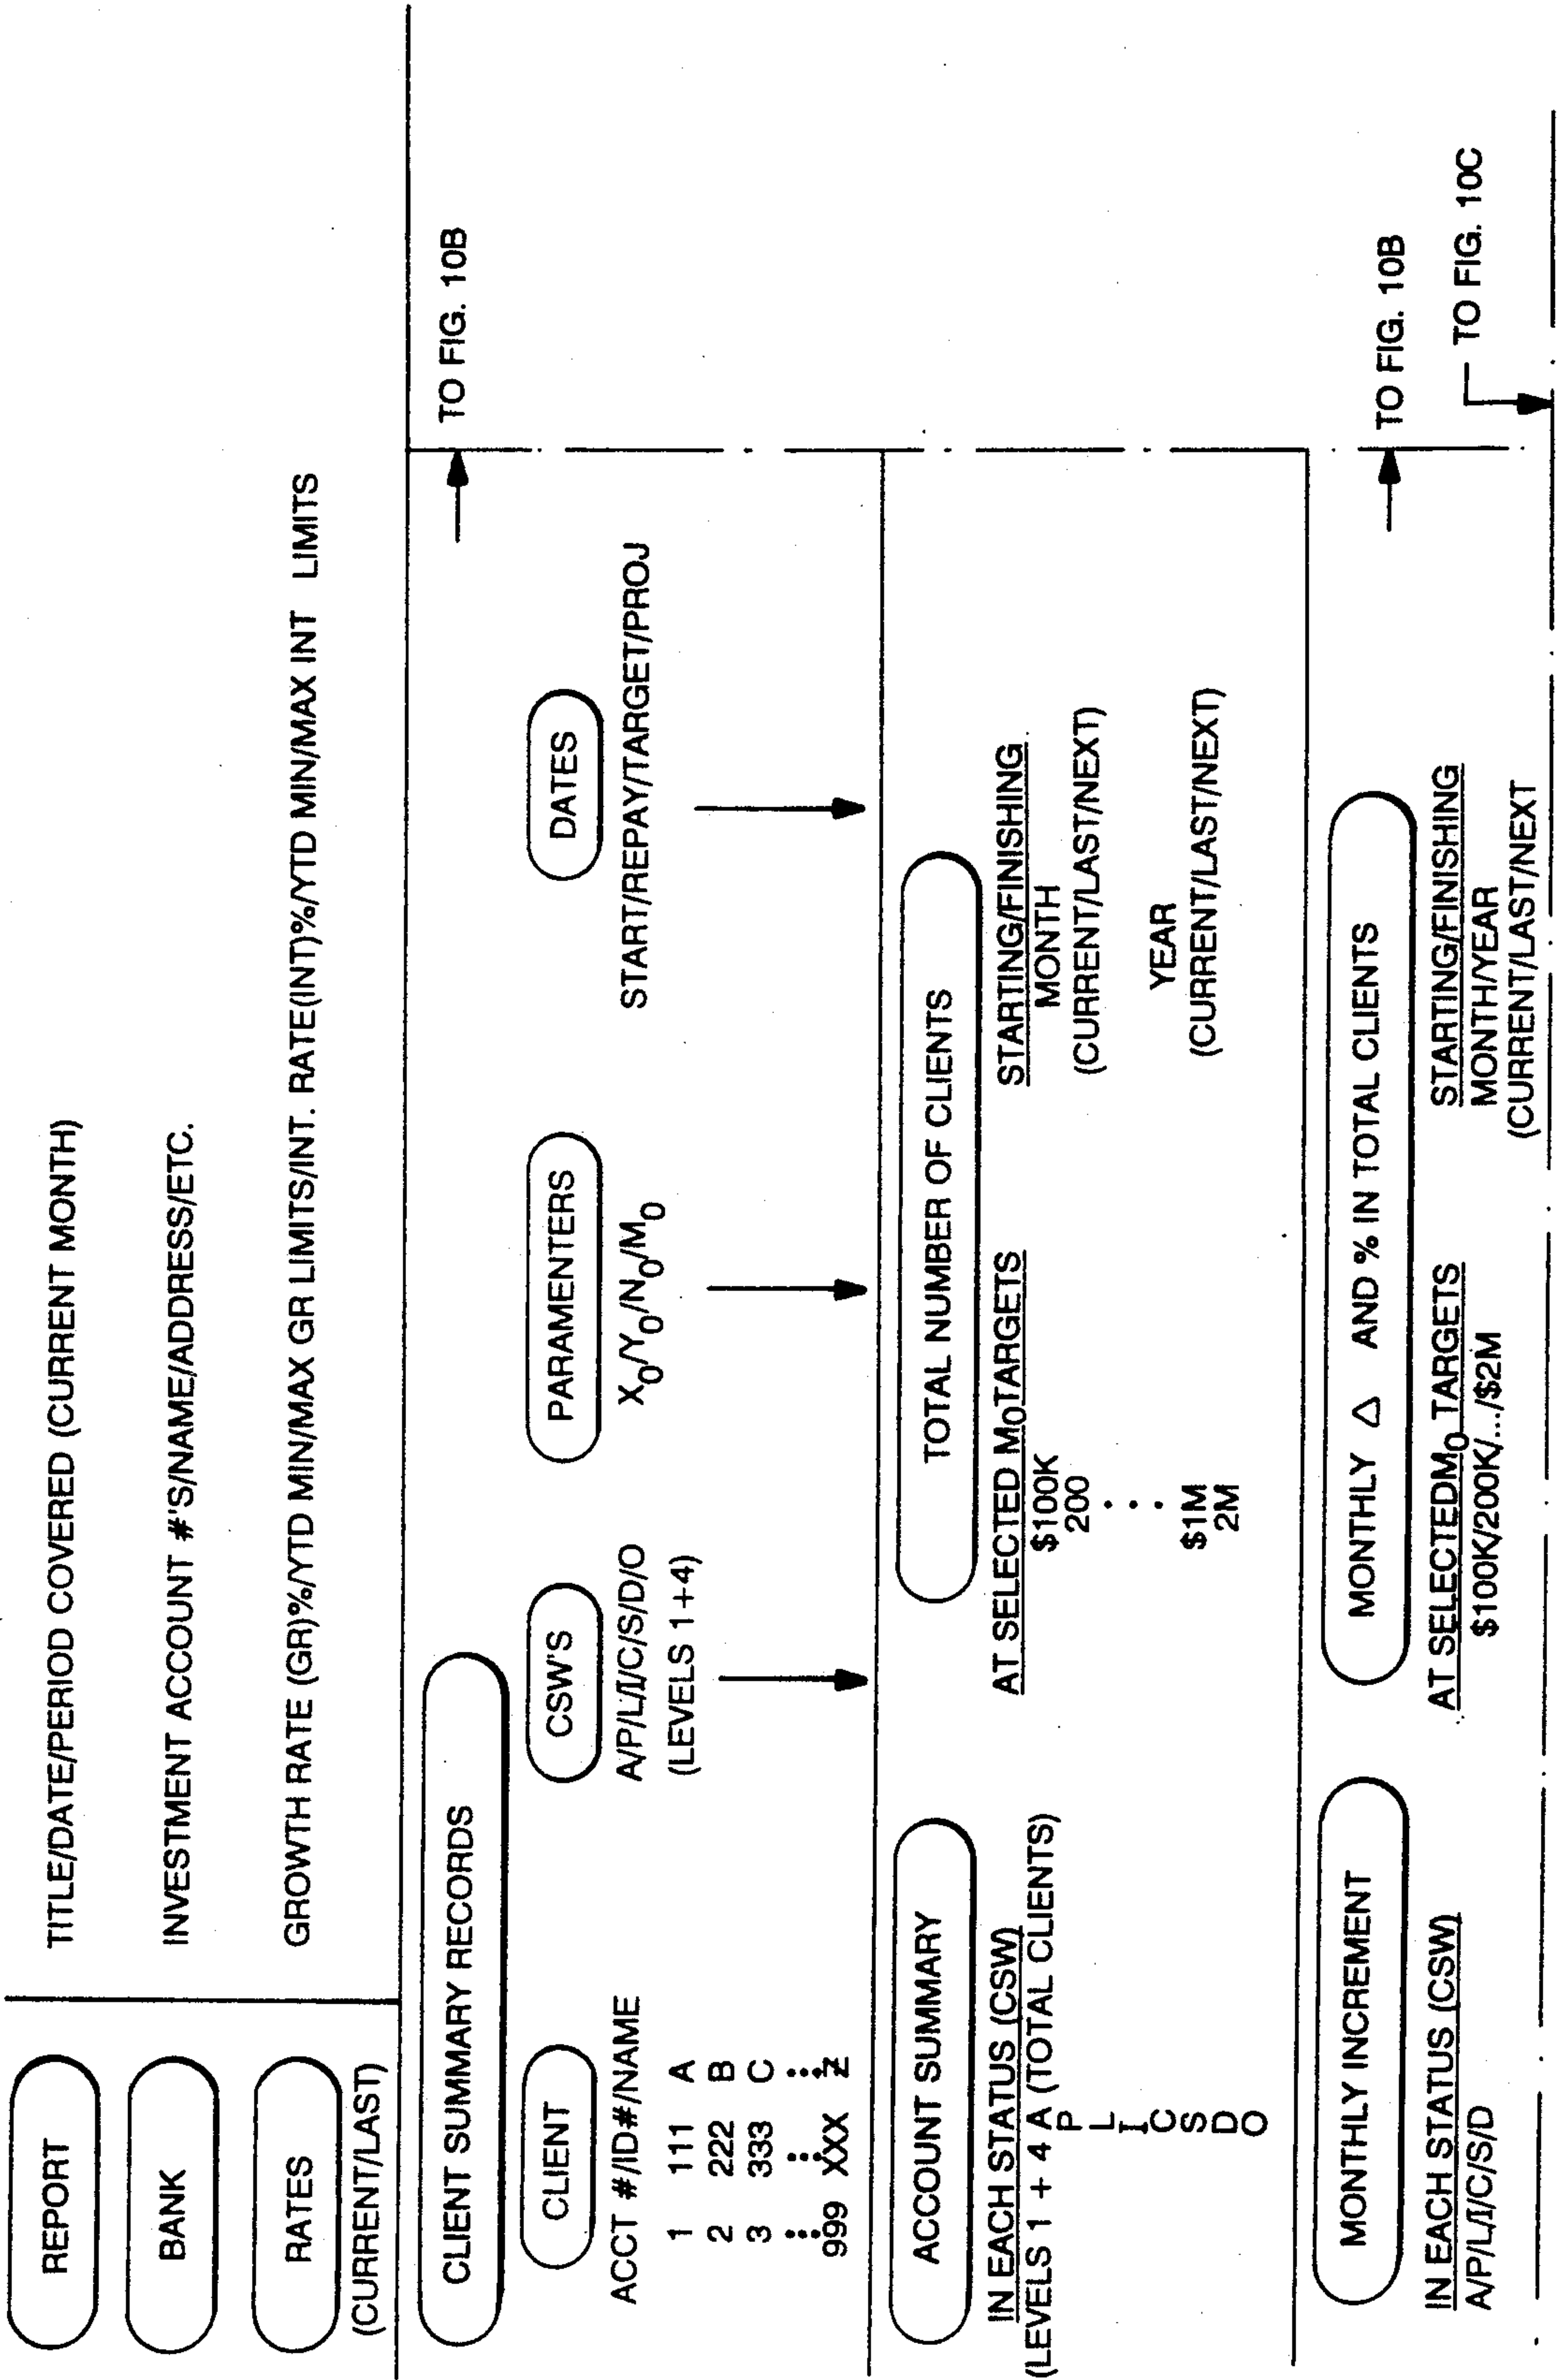 REPORT
TITLE/DATE/PERIOD COVERED (CURRENT MONTH)
BANK
INVESTMENT ACCOUNT #'S/NAME/ADDRESS/ETC.
RATES
(CURRENT/LAST)
GROWTH RATE (GR)%/YTD MIN/MAX GR LIMITS/INT. RATE(INT)%/YTD MIN/MAX INT LIMITS
CLIENT SUMMARY RECORDS
TO FIG. 10B
CLIENT
CSW'S
PARAMENTERS
DATES
ACCT #/ID#/NAME
A/P/L/I/C/S/D/O
(LEVELS 1+4)
X0/Y0/N0/M0
START/REPAY/TARGET/PROJ
1 111 A
2 222 B
3 333 C
999 XXX Z
ACCOUNT SUMMARY
TOTAL NUMBER OF CLIENTS
IN EACH STATUS (CSW)
(LEVELS 1 + 4 A (TOTAL CLIENTS)
P
L
I
C
S
D
O
AT SELECTED M0TARGETS
$100K
200
$1M
2M
STARTING/FINISHING
MONTH
(CURRENT/LAST/NEXT)
YEAR
(CURRENT/LAST/NEXT)
MONTHLY INCREMENT
MONTHLY Δ AND % IN TOTAL CLIENTS
TO FIG. 10B
IN EACH STATUS (CSW)
A/P/L/I/C/S/D
AT SELECTEDM0 TARGETS
$100K/200K/.../$2M
STARTING/FINISHING
MONTH/YEAR
(CURRENT/LAST/NEXT
TO FIG. 10C